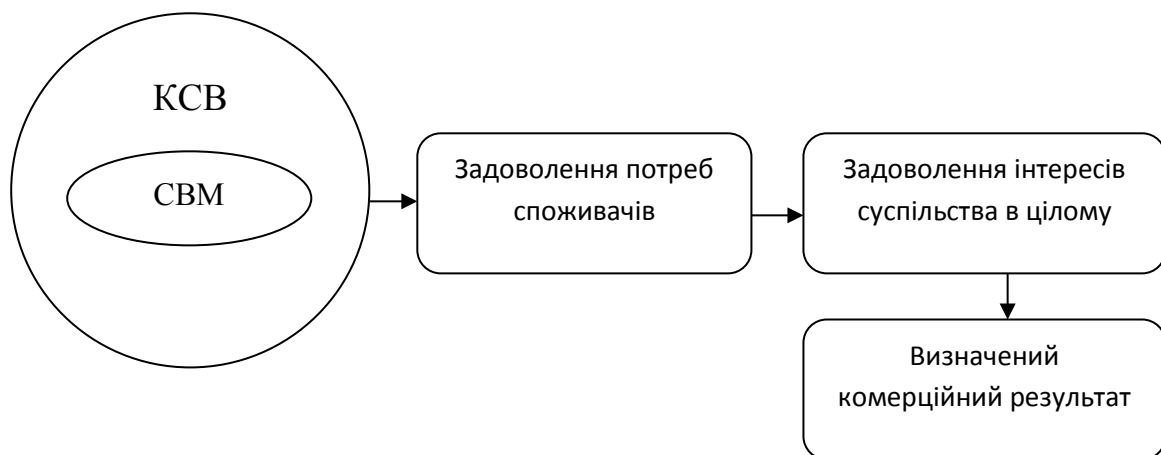 КСВ
СВМ
Задоволення потреб
споживачів
Задоволення інтересів
суспільства в цілому
Визначений
комерційний результат